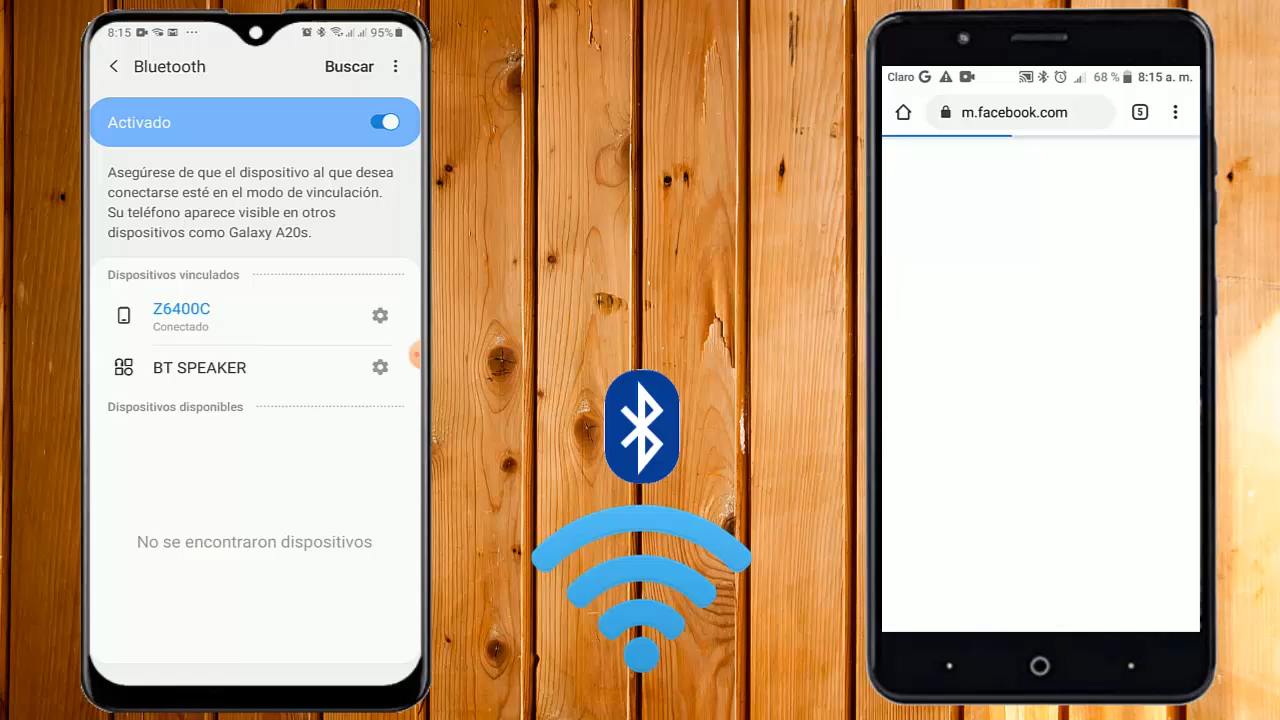 8:15 ... 95%
Bluetooth
Buscar
Activado
Asegúrese de que el dispositivo al que desea
conectarse esté en el modo de vinculación.
Su teléfono aparece visible en otros
dispositivos como Galaxy A20s.
Dispositivos vinculados
Z6400C
Conectado
BT SPEAKER
Dispositivos disponibles
No se encontraron dispositivos
Claro G 68 % 8:15 a. m.
m.facebook.com 5